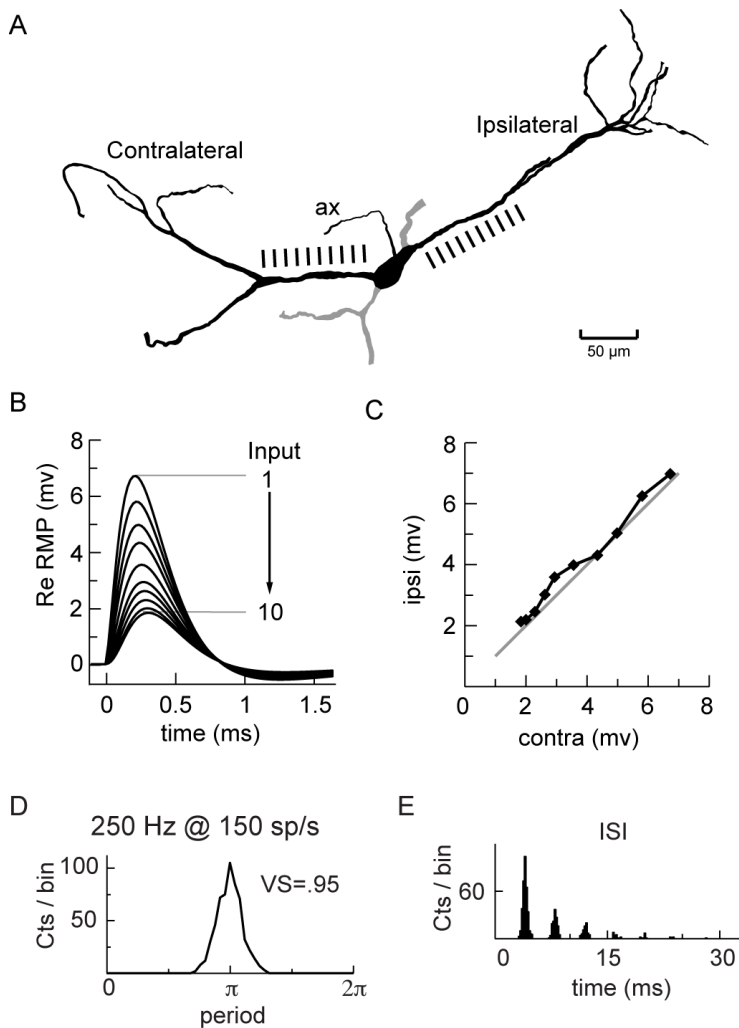 A
Contralateral
Ipsilateral
ax
50 µm
B
C
Input
1
10
8
6
4
2
0
Re RMP (mv)
0 0.5 1 1.5
time (ms)
8
6
4
2
ipsi (mv)
0 2 4 6 8
contra (mv)
D
250 Hz @ 150 sp/s
VS=.95
100
50
Cts / bin
0 π 2π
period
E
ISI
60
Cts / bin
0 15 30
time (ms)